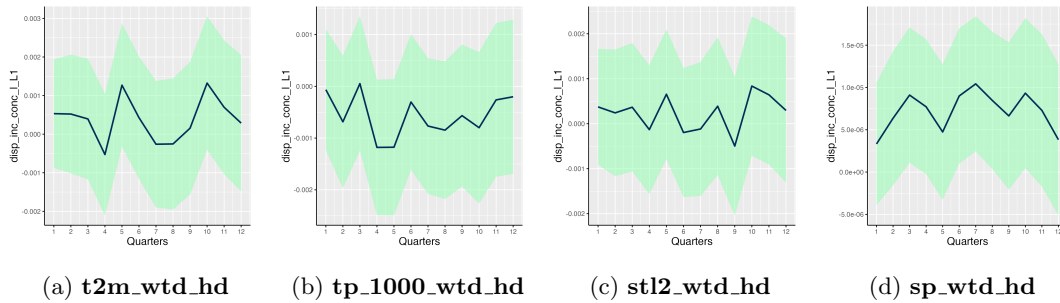 disp_inc_conc_l_L1
0.003
0.002
0.001
0.000
-0.001
-0.002
1 2 3 4 5 6 7 8 9 10 11 12
Quarters
(a) t2m_wtd_hd
disp_inc_conc_l_L1
0.001
0.000
-0.001
-0.002
1 2 3 4 5 6 7 8 9 10 11 12
Quarters
(b) tp_1000_wtd_hd
disp_inc_conc_l_L1
0.002
0.001
0.000
-0.001
-0.002
1 2 3 4 5 6 7 8 9 10 11 12
Quarters
(c) stl2_wtd_hd
disp_inc_conc_l_L1
1.5e-05
1.0e-05
5.0e-06
0.0e+00
-5.0e-06
1 2 3 4 5 6 7 8 9 10 11 12
Quarters
(d) sp_wtd_hd